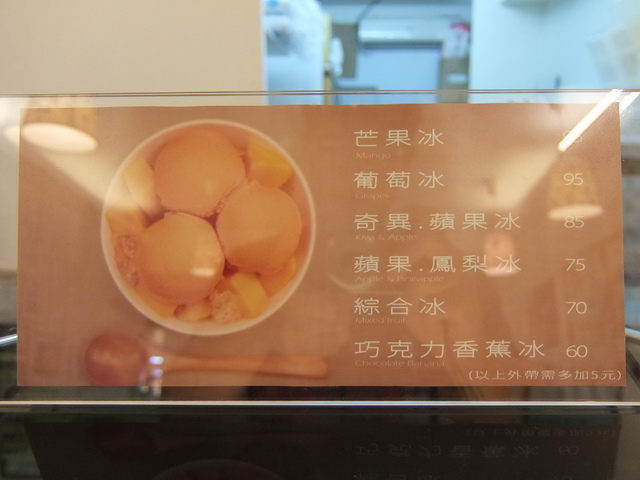 芒果冰
Mango
葡萄冰 95
Grapes
奇異.蘋果冰 85
Kiwi & Apple
蘋果.鳳梨冰 75
Apple & Pineapple
綜合冰 70
Mixed fruit
巧克力香蕉冰 60
Chocolate Banana
(以上外帶需多加5元)